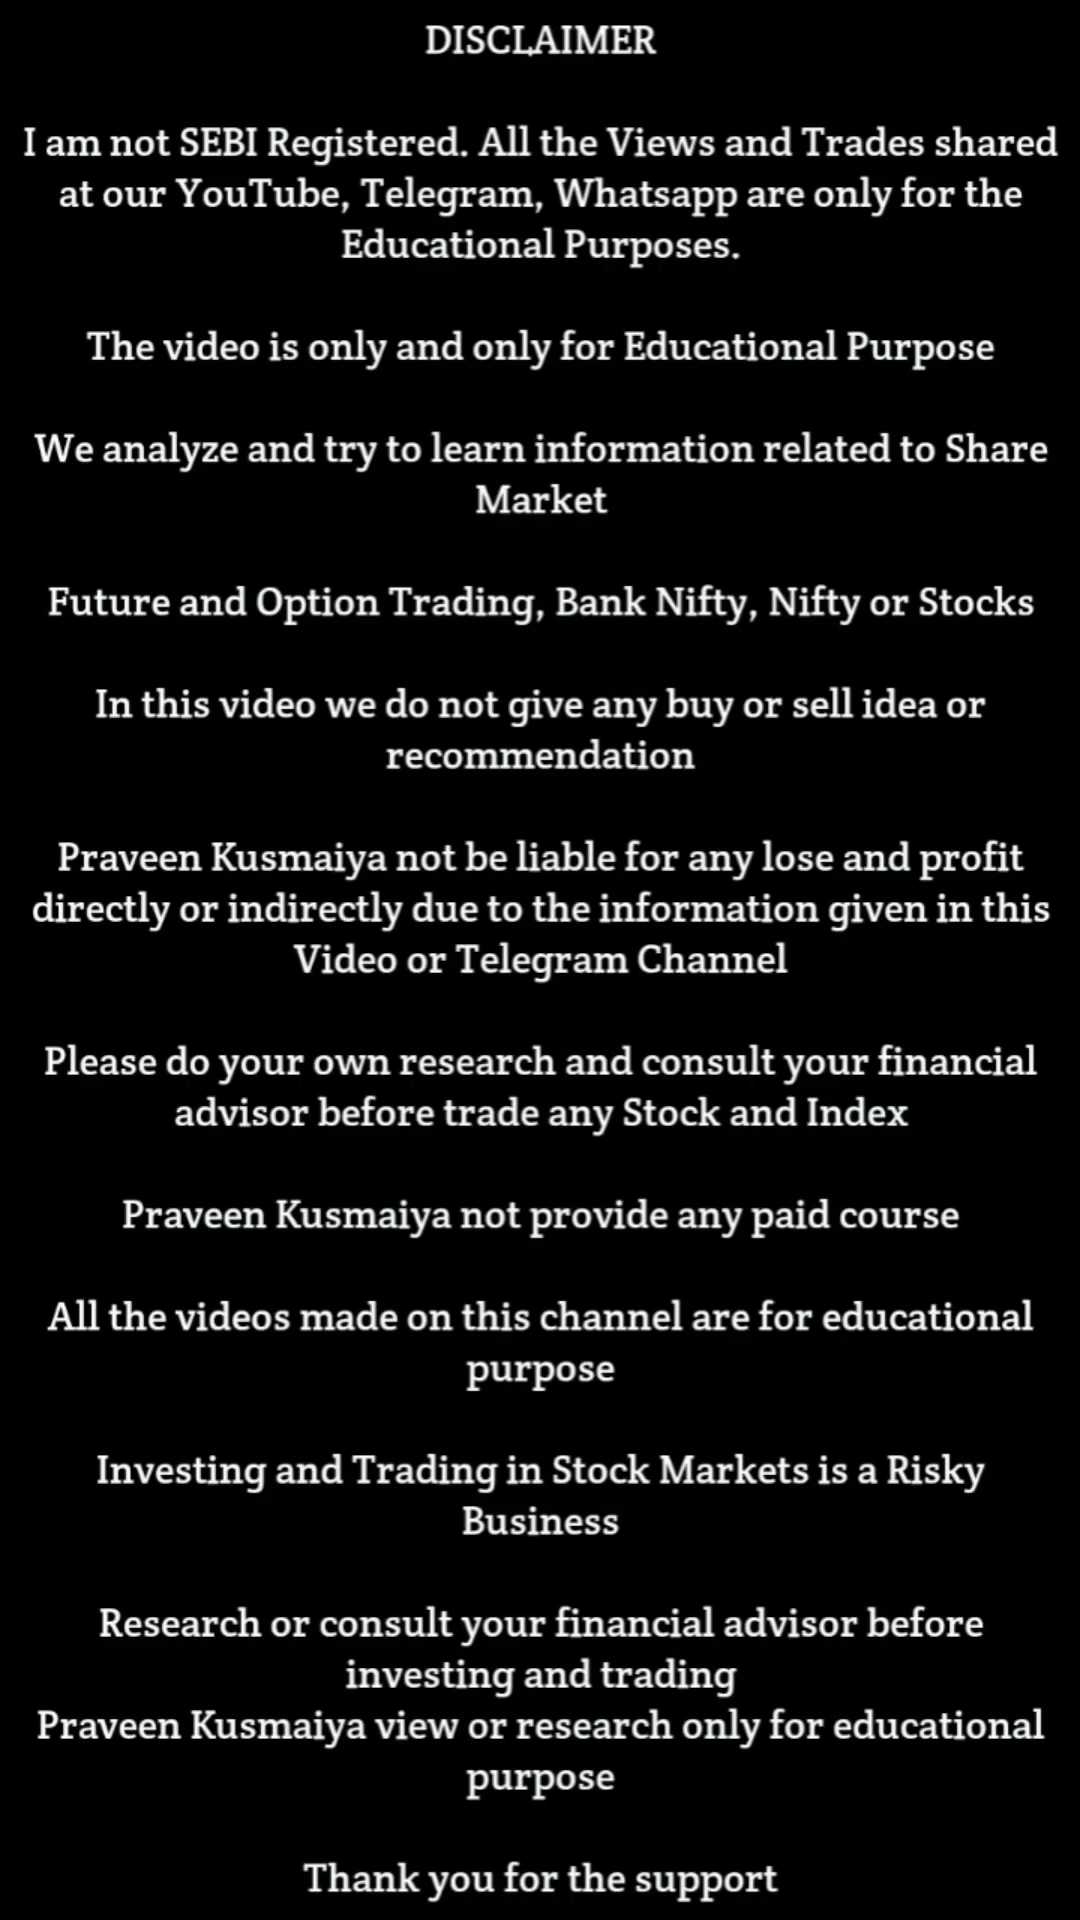 DISCLAIMER
I am not SEBI Registered. All the Views and Trades shared
at our YouTube, Telegram, Whatsapp are only for the
Educational Purposes.
The video is only and only for Educational Purpose
We analyze and try to learn information related to Share
Market
Future and Option Trading, Bank Nifty, Nifty or Stocks
In this video we do not give any buy or sell idea or
recommendation
Praveen Kusmaiya not be liable for any lose and profit
directly or indirectly due to the information given in this
Video or Telegram Channel
Please do your own research and consult your financial
advisor before trade any Stock and Index
Praveen Kusmaiya not provide any paid course
All the videos made on this channel are for educational
purpose
Investing and Trading in Stock Markets is a Risky
Business
Research or consult your financial advisor before
investing and trading
Praveen Kusmaiya view or research only for educational
purpose
Thank you for the support